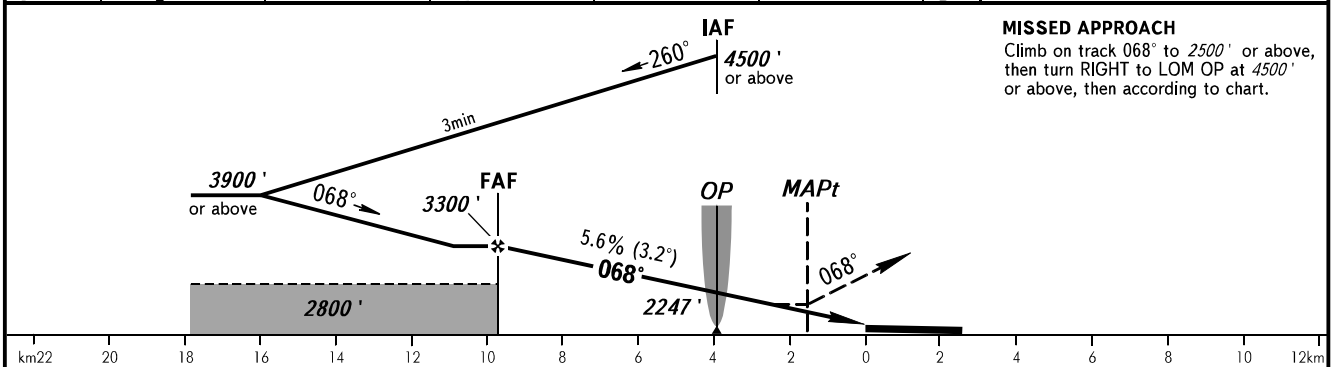 IAF
MISSED APPROACH
Climb on track 068° to 2500' or above,
then turn RIGHT to LOM OP at 4500'
or above, then according to chart.
260°
4500'
or above
3min
3900'
or above
068°
FAF
3300'
OP
MAPt
5.6% (3.2°)
068°
068°
2800'
2247'
km22 20 18 16 14 12 10 8 6 4 2 0 2 4 6 8 10 12km